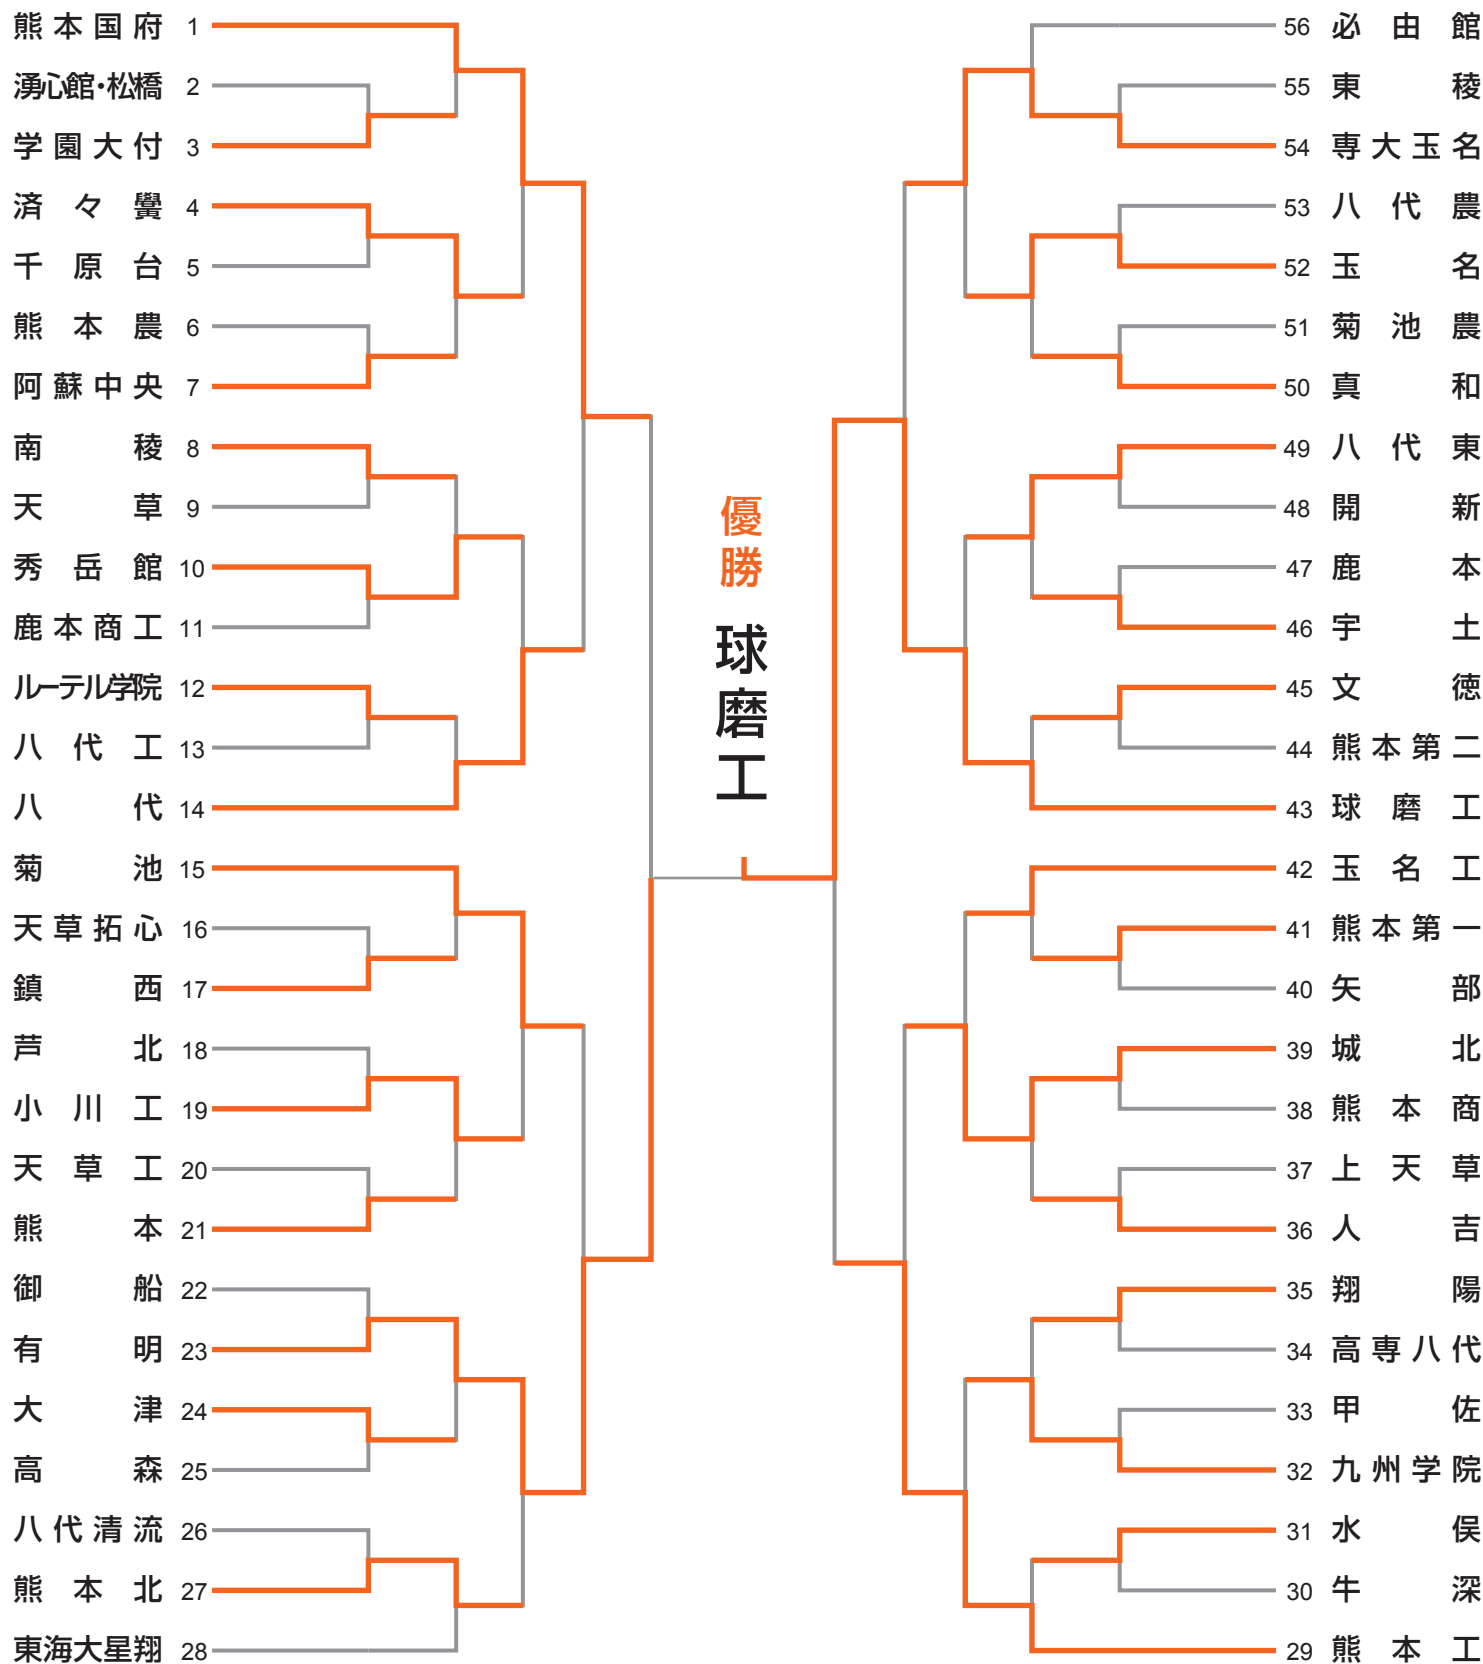 熊本国府 1
湧心館・松橋 2
学園大付 3
済々黌 4
千原台 5
熊本農 6
阿蘇中央 7
南稜 8
天草 9
秀岳館 10
鹿本商工 11
ルーテル学院 12
八代工 13
八代 14
菊池 15
天草拓心 16
鎮西 17
芦北 18
小川工 19
天草工 20
熊本 21
御船 22
有明 23
大津 24
高森 25
八代清流 26
熊本北 27
東海大星翔 28
優勝
球磨工
56 必由館
55 東稜
54 専大玉名
53 八代農
52 玉名
51 菊池農
50 真和
49 八代東
48 開新
47 鹿本
46 宇土
45 文徳
44 熊本第二
43 球磨工
42 玉名工
41 熊本第一
40 矢部
39 城北
38 熊本商
37 上天草
36 人吉
35 翔陽
34 高専八代
33 甲佐
32 九州学院
31 水俣
30 牛深
29 熊本工